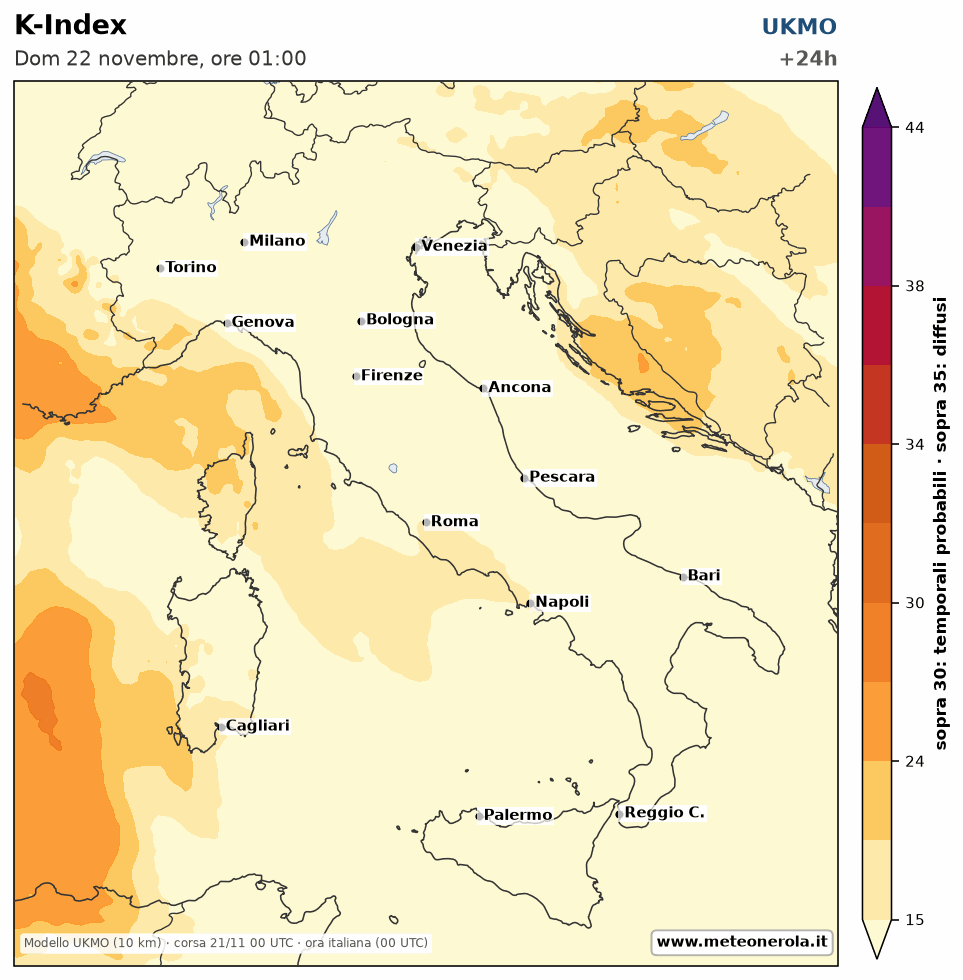 K-Index
UKMO
Dom 22 novembre, ore 01:00
+24h
44
38
34
30
24
15
sopra 30: temporali probabili · sopra 35: diffusi
Milano
Venezia
Torino
Genova
Bologna
Firenze
Ancona
Pescara
Roma
Bari
Napoli
Cagliari
Palermo
Reggio C.
Modello UKMO (10 km) · corsa 21/11 00 UTC · ora italiana (00 UTC)
www.meteonerola.it